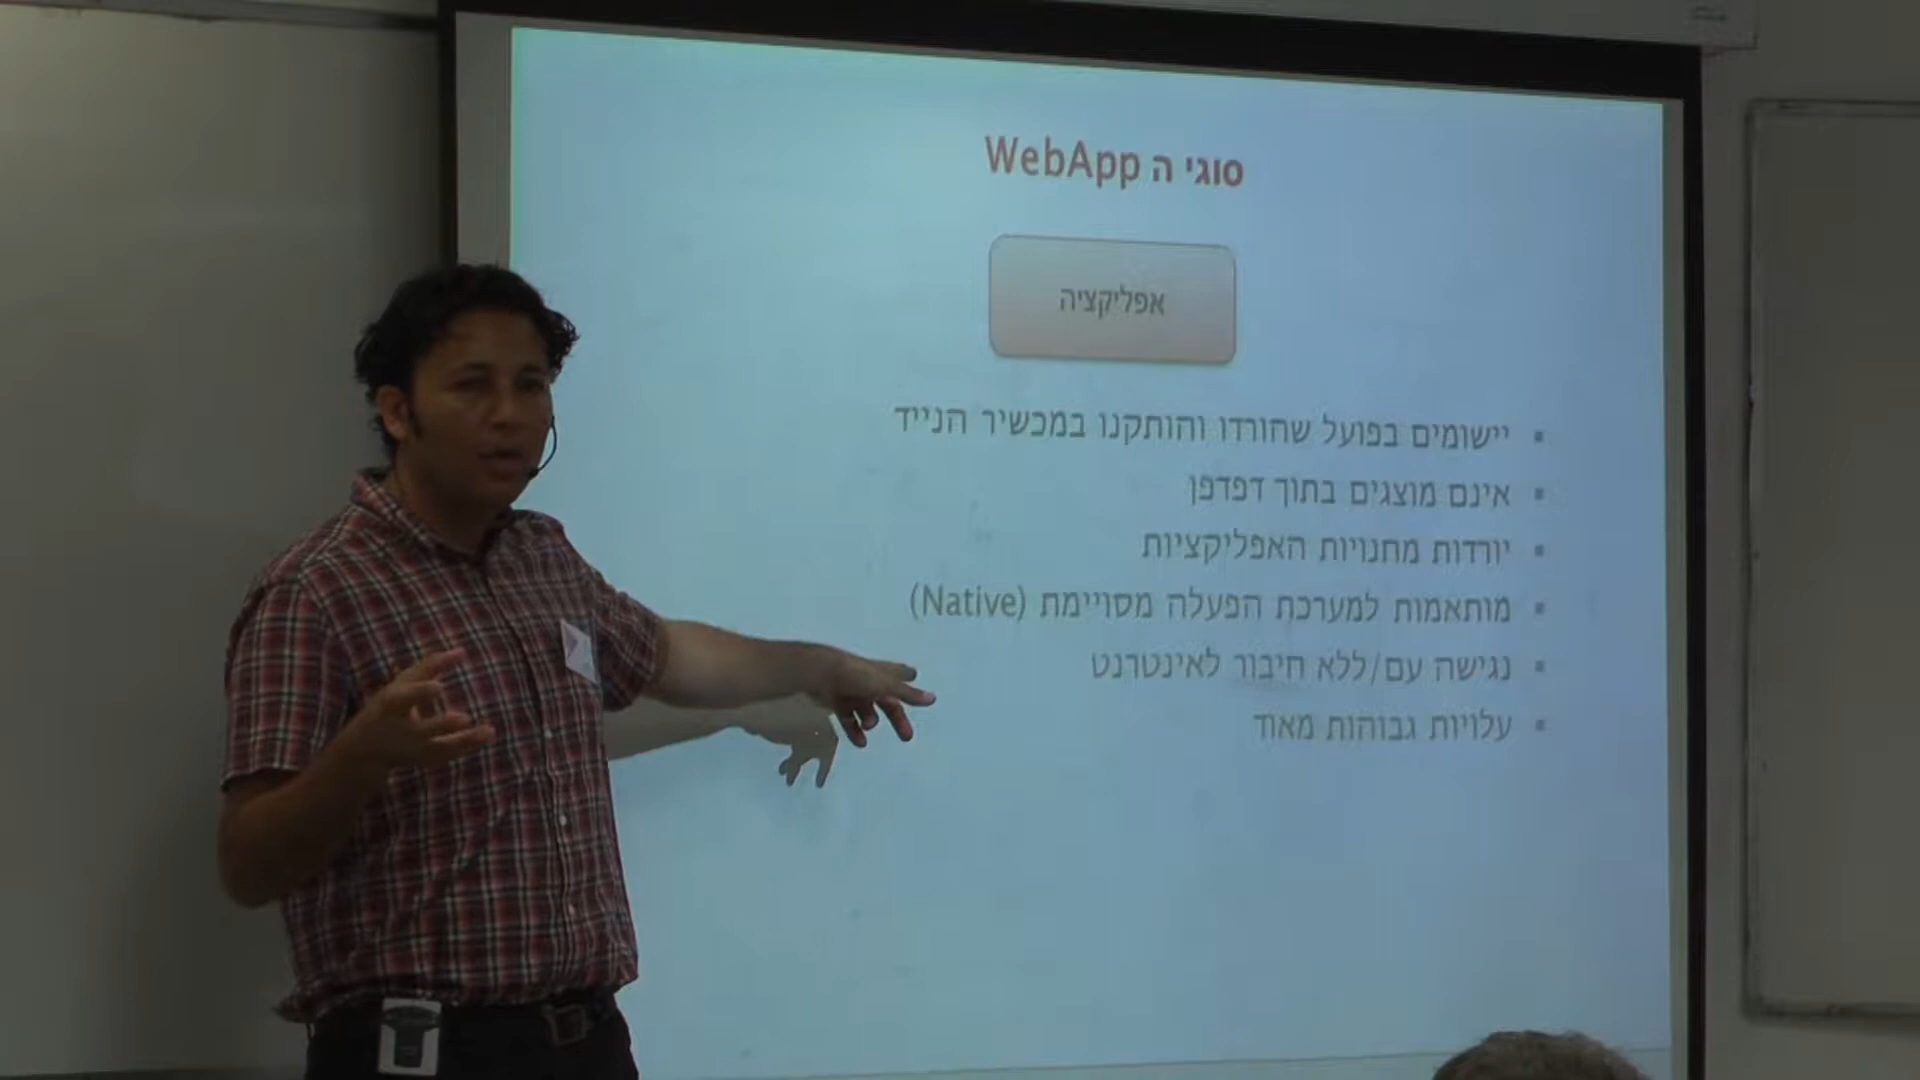 סוגי ה WebApp
אפליקציה
יישומים בפועל שחורדו והותקנו במכשיר הנייד
אינם מוצגים בתוך דפדפן
יורדות מחנויות האפליקציות
מותאמות למערכת הפעלה מסויימת (Native)
נגישה עם/ללא חיבור לאינטרנט
עלויות גבוהות מאוד